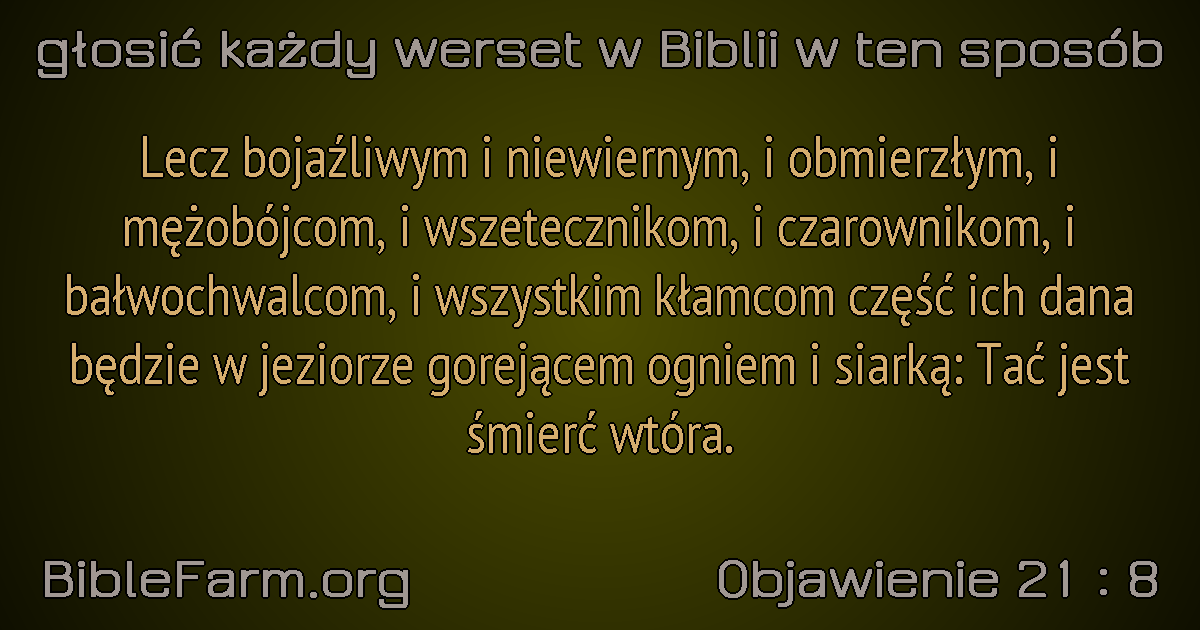 głosić każdy werset w Biblii w ten sposób
Lecz bojaźliwym i niewiernym, i obmierzłym, i
mężobójcom, i wszetecznikom, i czarownikom, i
bałwochwalcom, i wszystkim kłamcom część ich dana
będzie w jeziorze gorejącem ogniem i siarką: Tać jest
śmierć wtóra.
BibleFarm.org
Objawienie 21 : 8